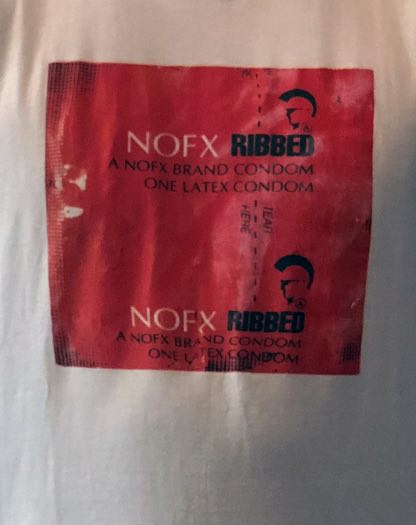 NOFX RIBBED
A NOFX BRAND CONDOM
ONE LATEX CONDOM
TEAR
HERE
NOFX RIBBED
A NOFX BRAND CONDOM
ONE LATEX CONDOM